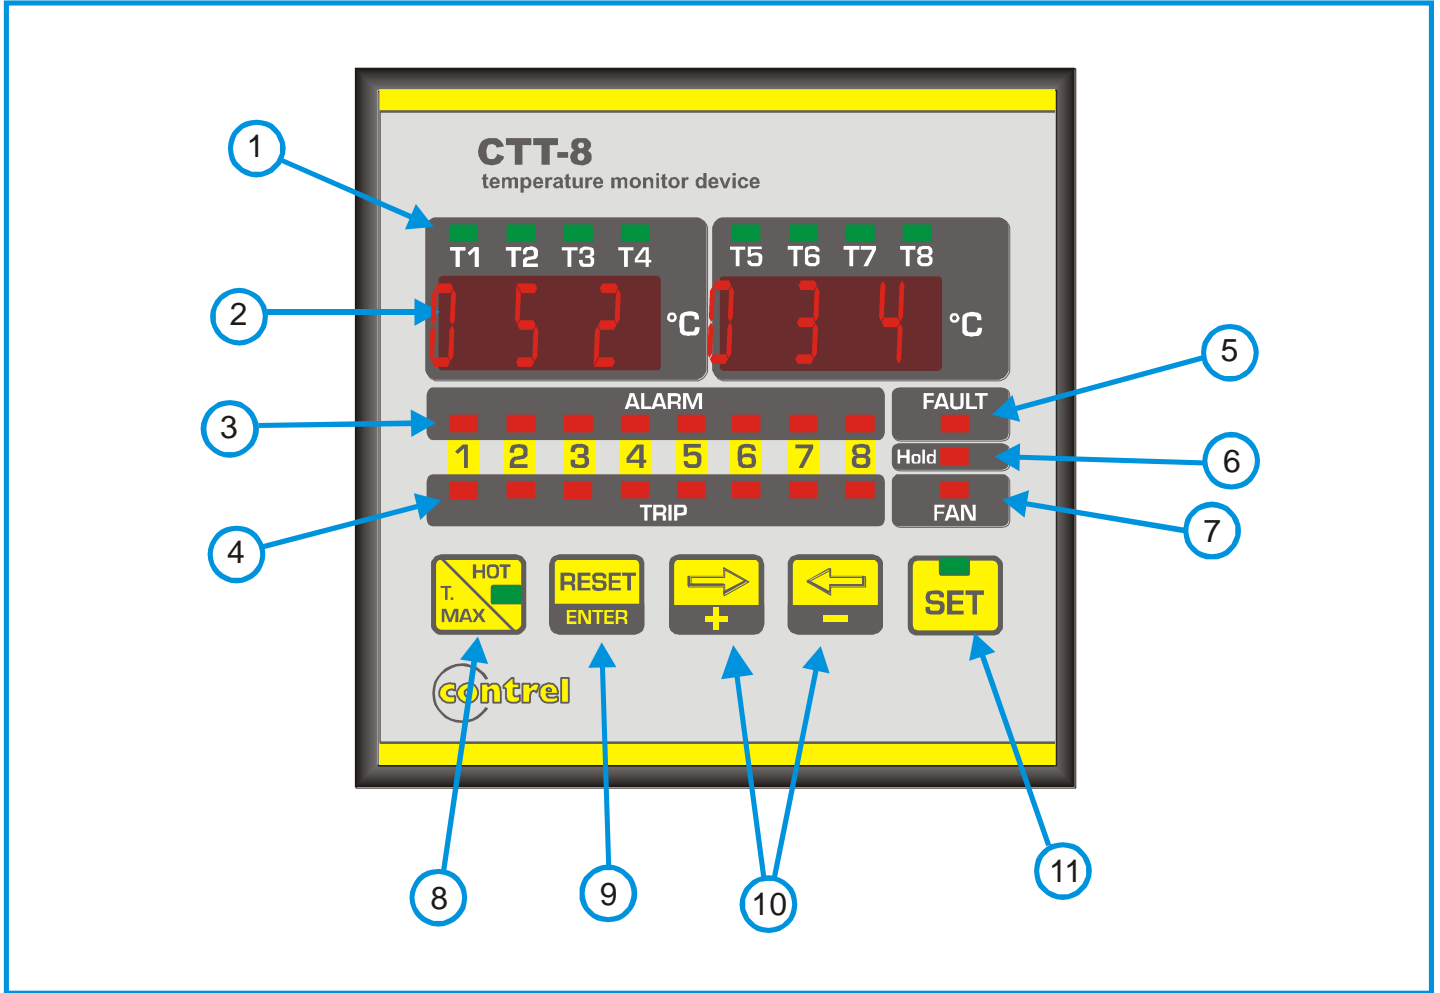 1
CTT-8
temperature monitor device
T1 T2 T3 T4 T5 T6 T7 T8
2
052 °C 034 °C
5
3
ALARM FAULT
1 2 3 4 5 6 7 8 Hold
6
4
TRIP FAN
7
HOT
T.
MAX
RESET
ENTER
+
-
SET
contrel
8
9
10
11